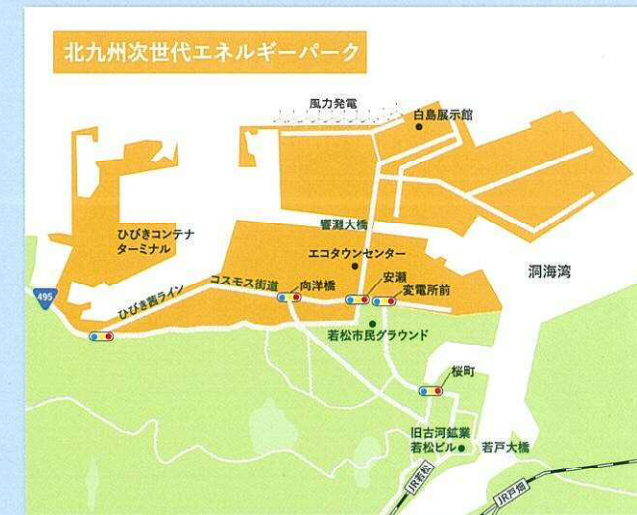 北九州次世代エネルギーパーク
風力発電
白島展示館
ひびきコンテナ
ターミナル
響灘大橋
エコタウンセンター
洞海湾
495
ひびき茜ライン
コスモス街道
向洋橋
安瀬
変電所前
若松市民グラウンド
桜町
旧古河鉱業
若松ビル
若戸大橋
JR若松
JR戸畑